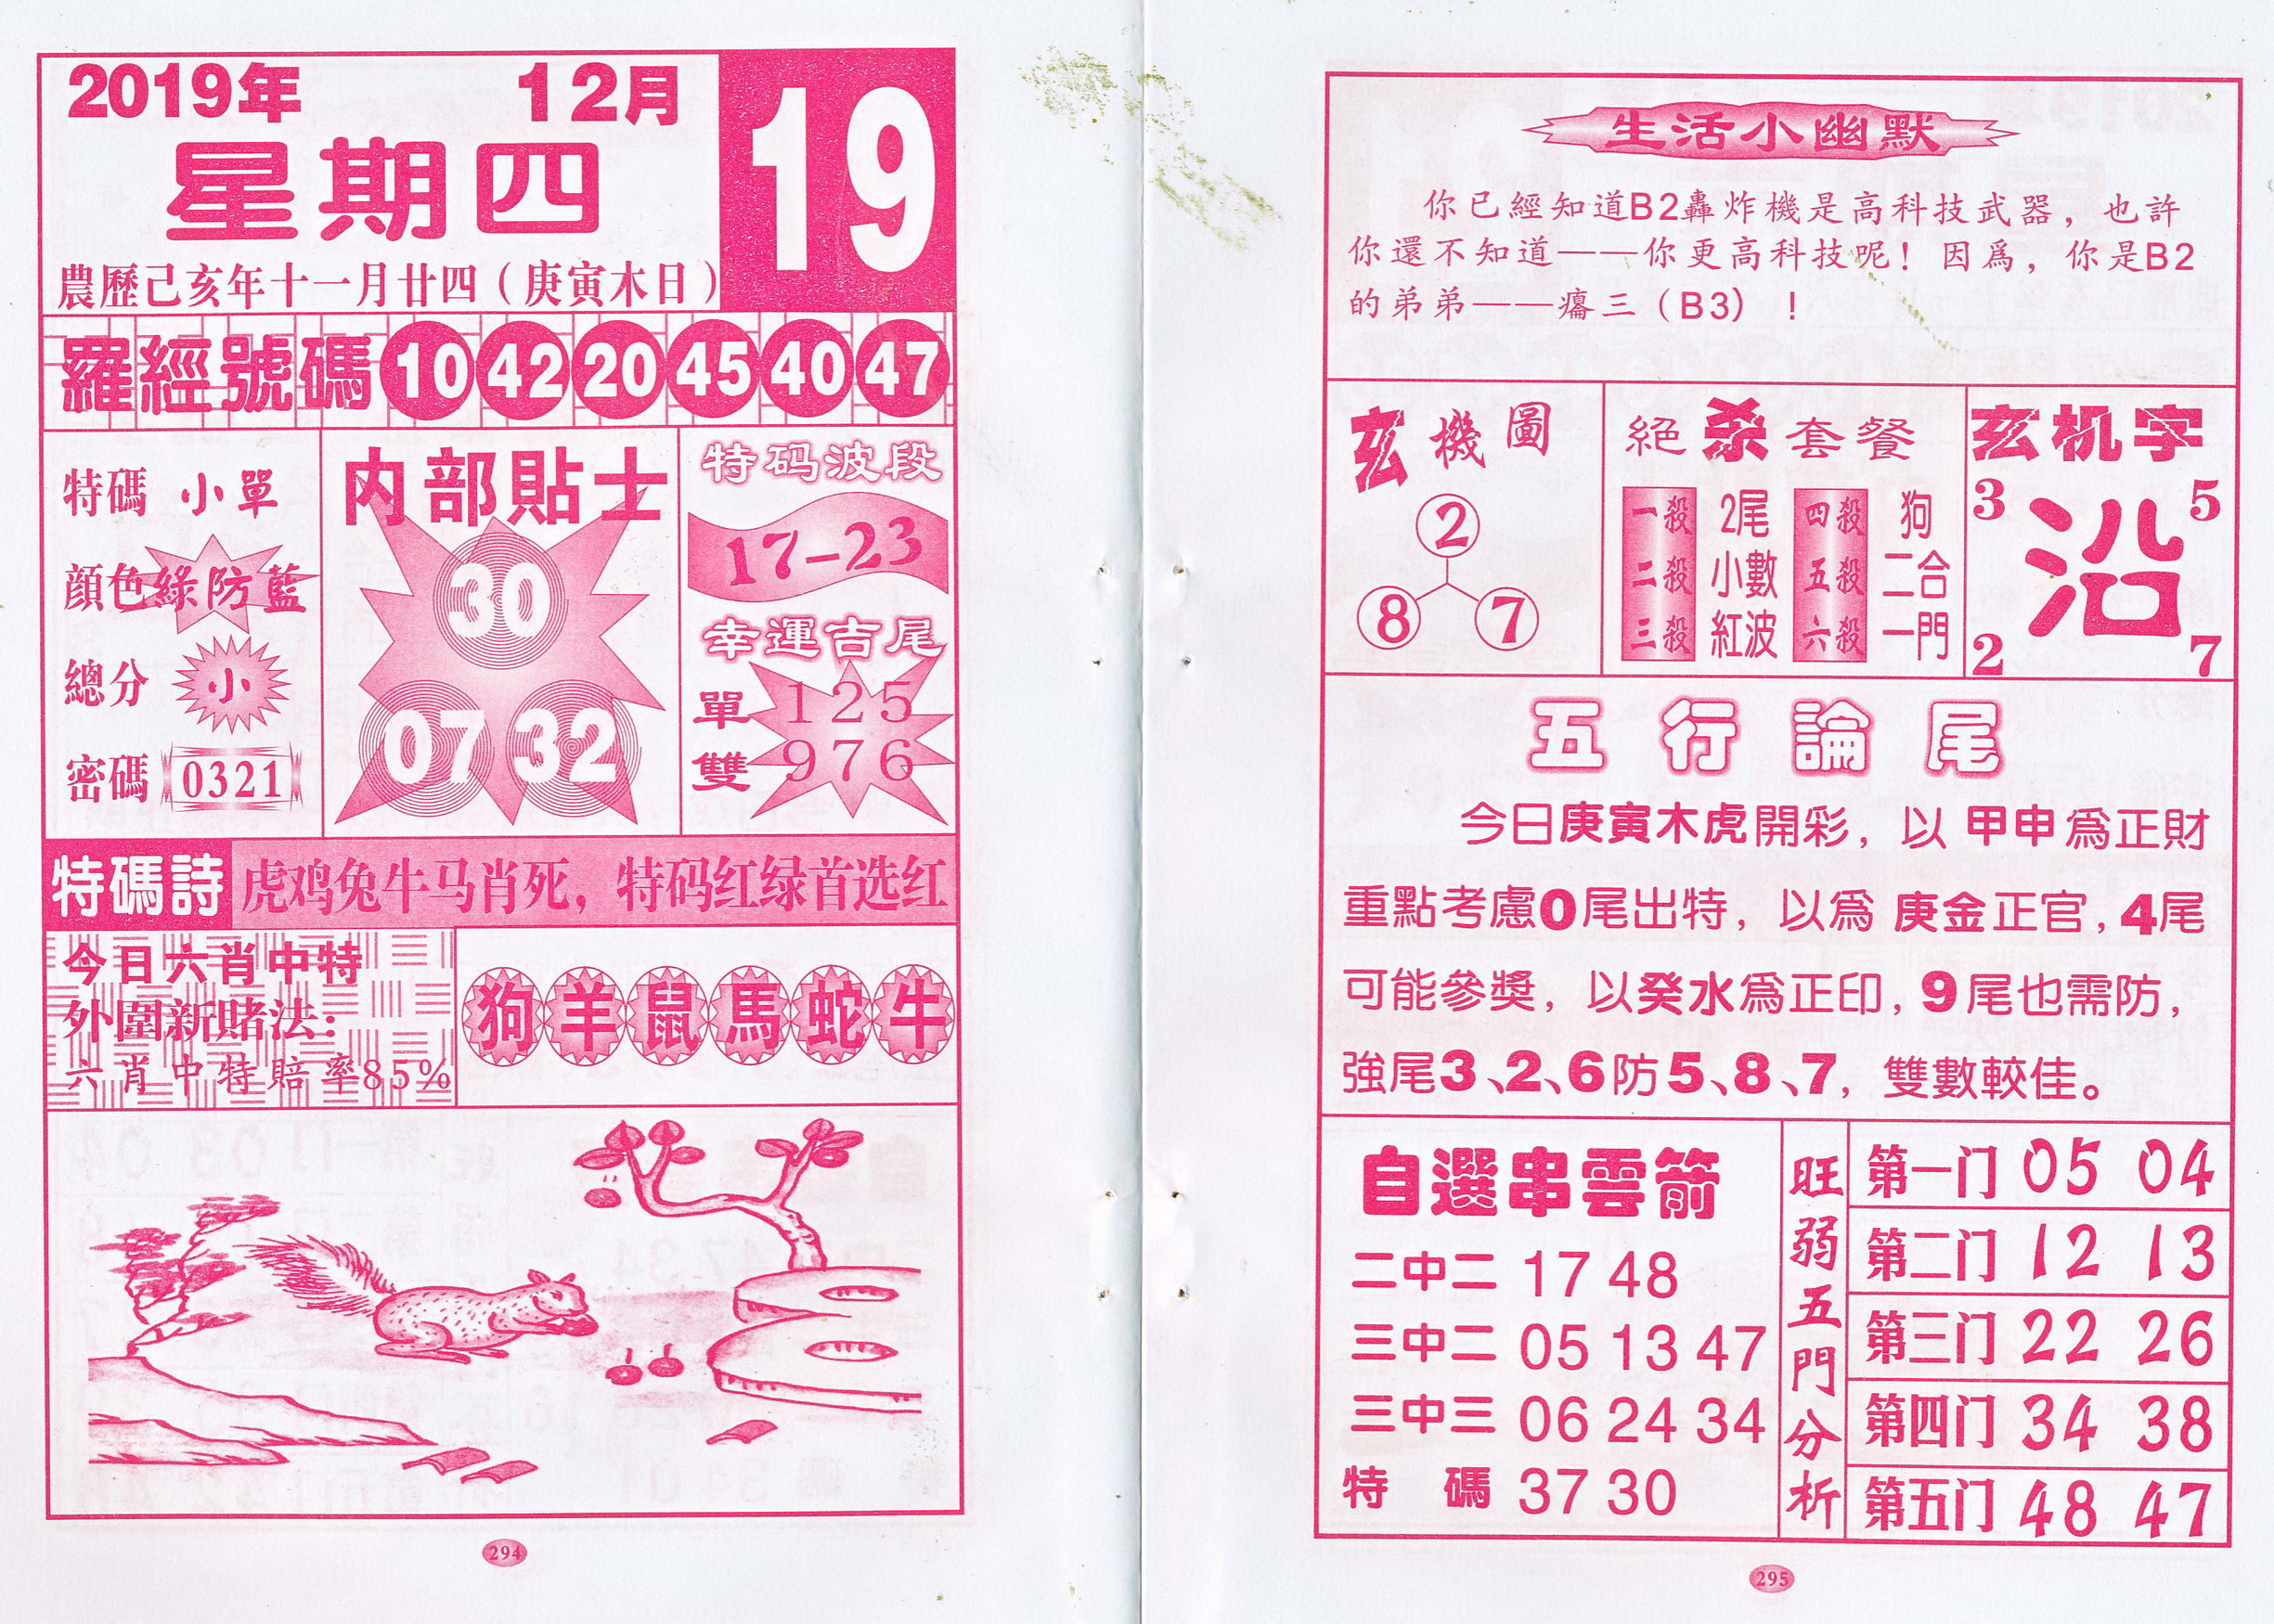 2019年 12月
19
星期四
農歷己亥年十一月廿四（庚寅木日）
羅經號碼 10 42 20 45 40 47
特碼 小單
顏色 綠防藍
總分 小
密碼 0321
内部貼士
30
07 32
特码波段
17-23
幸運吉尾
單 125
雙 976
特碼詩 虎鸡兔牛马肖死，特码红绿首选红
今日六肖中特
外圍新賭法：
六肖中特賠率85%
狗 羊 鼠 馬 蛇 牛
294
生活小幽默
你已經知道B2轟炸機是高科技武器，也許
你還不知道——你更高科技呢！因爲，你是B2
的弟弟——癟三（B3）！
玄機圖
2
8 7
絕杀套餐
一殺 2尾 四殺 狗
二殺 小數 五殺 二合
三殺 紅波 六殺 一門
玄机字
3 5
沿
2 7
五行論尾
今日庚寅木虎開彩，以甲申爲正財
重點考慮0尾出特，以爲庚金正官，4尾
可能參獎，以癸水爲正印，9尾也需防，
強尾3、2、6防5、8、7，雙數較佳。
自選串雲箭
二中二 17 48
三中二 05 13 47
三中三 06 24 34
特碼 37 30
旺弱五門分析
第一门 05 04
第二门 12 13
第三门 22 26
第四门 34 38
第五门 48 47
295